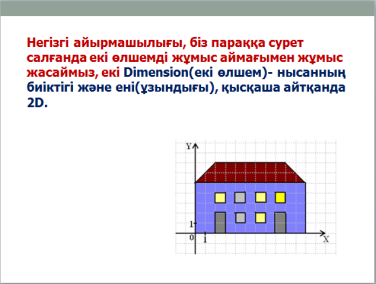 Негізгі айырмашылығы, біз параққа сурет
салғанда екі өлшемді жұмыс аймағымен жұмыс
жасаймыз, екі Dimension(екі өлшем)- нысанның
биіктігі және ені(ұзындығы), қысқаша айтқанда
2D.
Y
1
0
1
X